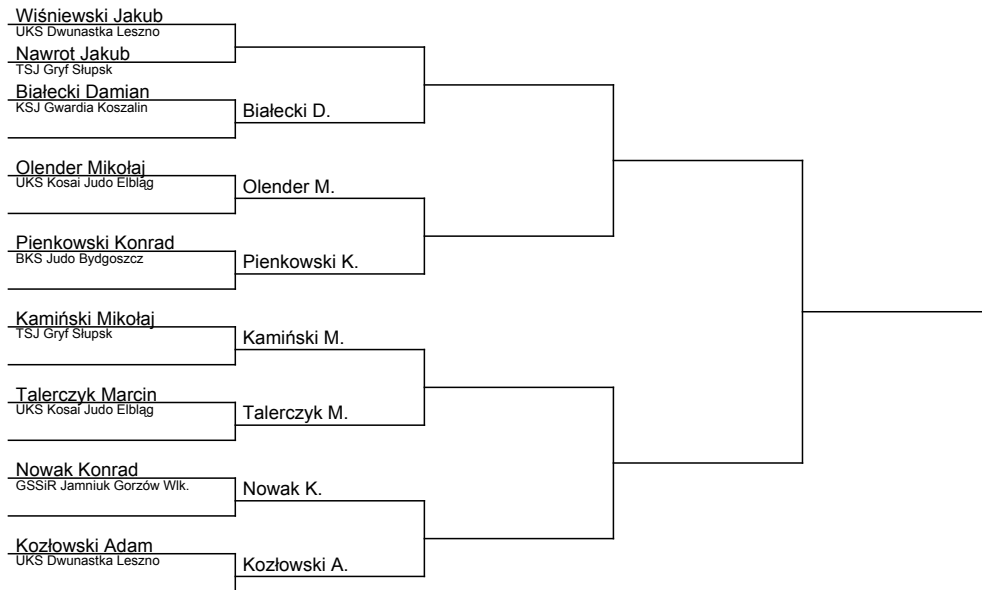 Wiśniewski Jakub
UKS Dwunastka Leszno
Nawrot Jakub
TSJ Gryf Słupsk
Białecki Damian
KSJ Gwardia Koszalin
Białecki D.
Olender Mikołaj
UKS Kosai Judo Elbląg
Olender M.
Pienkowski Konrad
BKS Judo Bydgoszcz
Pienkowski K.
Kamiński Mikołaj
TSJ Gryf Słupsk
Kamiński M.
Talerczyk Marcin
UKS Kosai Judo Elbląg
Talerczyk M.
Nowak Konrad
GSSiR Jamniuk Gorzów Wlk.
Nowak K.
Kozłowski Adam
UKS Dwunastka Leszno
Kozłowski A.